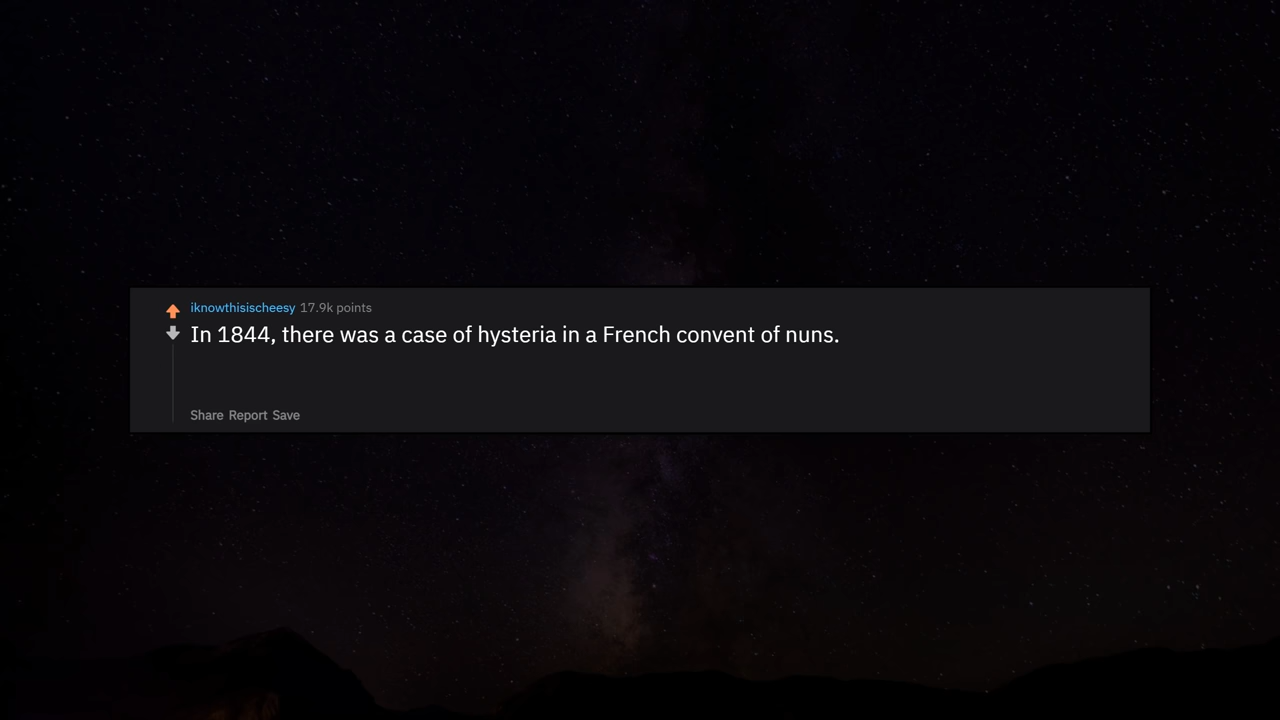 iknowthisischeesy 17.9k points
In 1844, there was a case of hysteria in a French convent of nuns.
Share Report Save